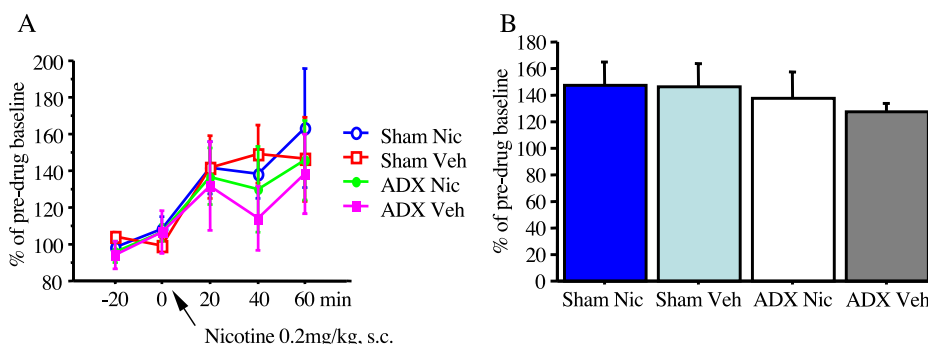 A
% of pre-drug baseline
200
180
160
140
120
100
80
-20 0 20 40 60 min
Nicotine 0.2mg/kg, s.c.
Sham Nic
Sham Veh
ADX Nic
ADX Veh
B
% of pre-drug baseline
180
160
140
120
100
80
60
40
20
0
Sham Nic Sham Veh ADX Nic ADX Veh